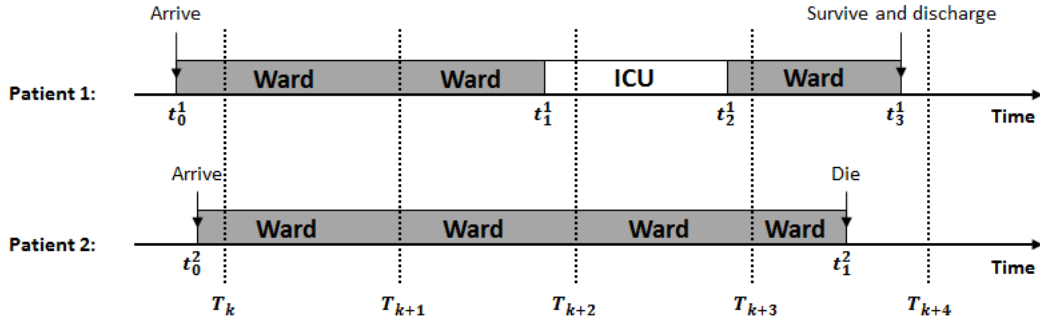 Arrive Survive and discharge
Ward Ward ICU Ward
Patient 1:
t_0^1 t_1^1 t_2^1 t_3^1 Time
Arrive Die
Ward Ward Ward Ward
Patient 2:
t_0^2 t_1^2 Time
T_k T_{k+1} T_{k+2} T_{k+3} T_{k+4}